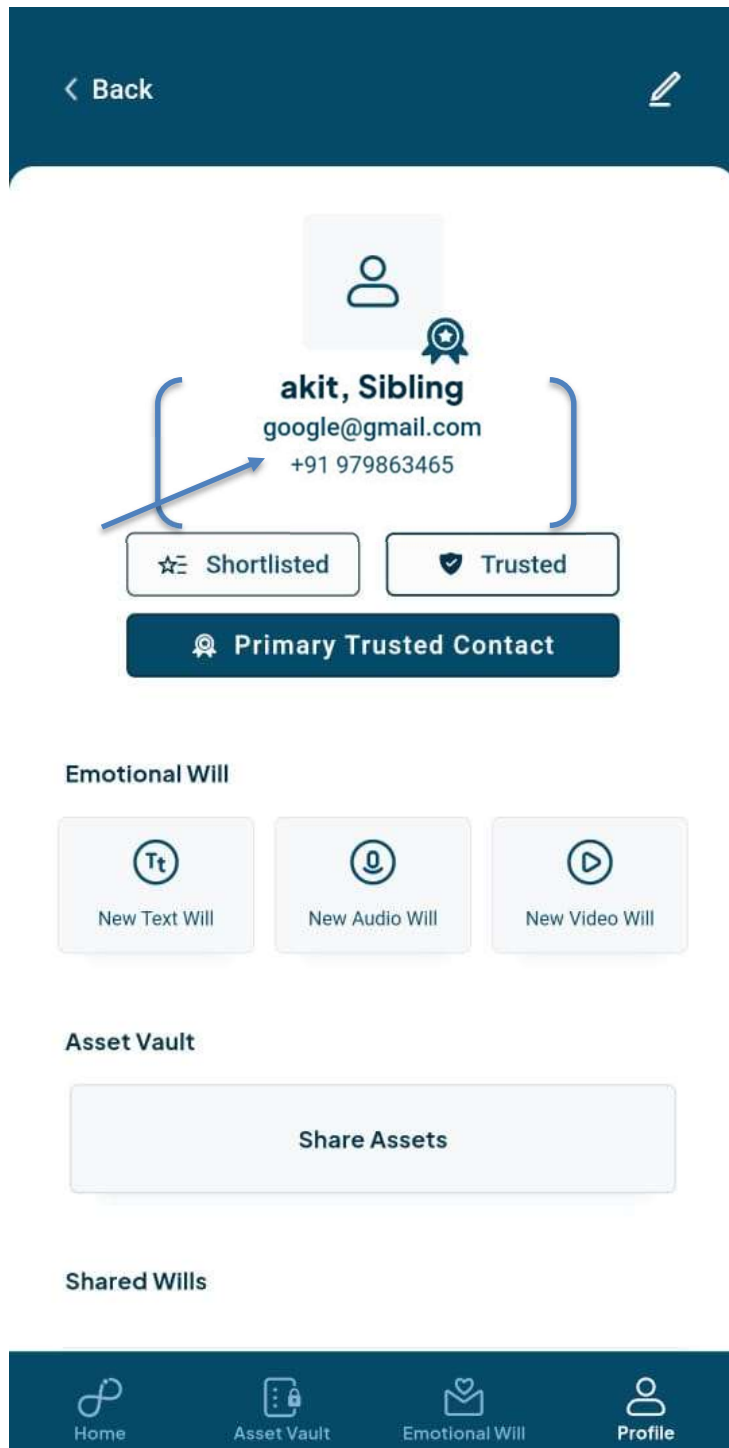 Back
akit, Sibling
google@gmail.com
+91 979863465
Shortlisted Trusted
Primary Trusted Contact
Emotional Will
Tt
New Text Will New Audio Will New Video Will
Asset Vault
Share Assets
Shared Wills
Home Asset Vault Emotional Will Profile